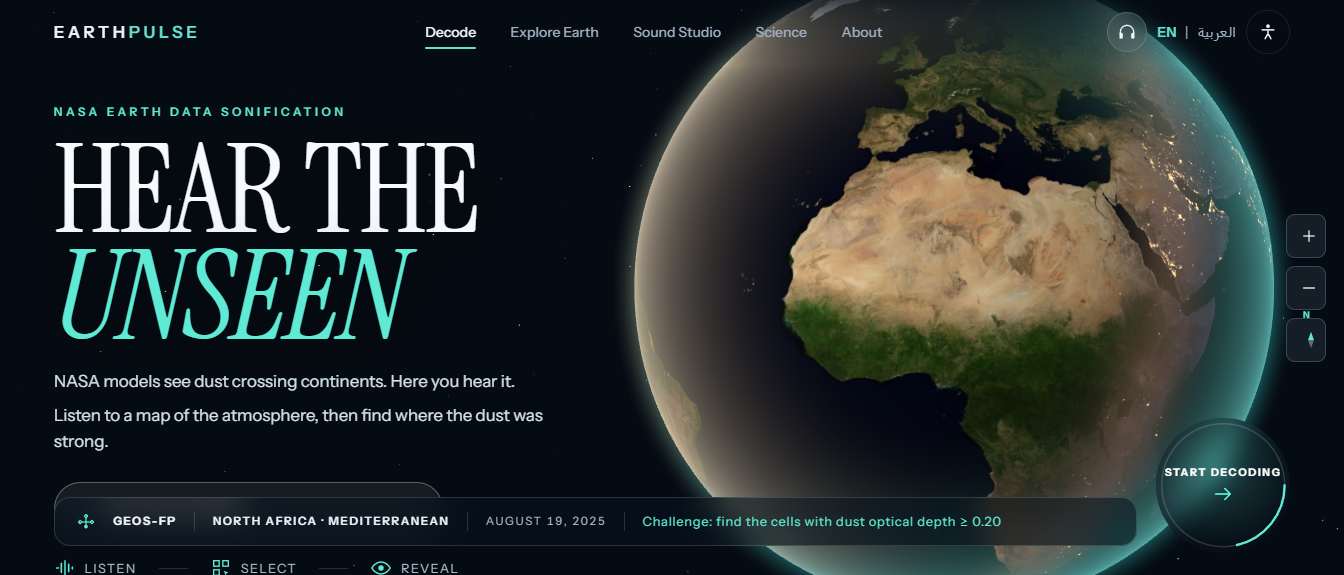 EARTHPULSE
Decode
Explore Earth
Sound Studio
Science
About
EN | العربية
NASA EARTH DATA SONIFICATION
HEAR THE
UNSEEN
NASA models see dust crossing continents. Here you hear it.
Listen to a map of the atmosphere, then find where the dust was
strong.
+
−
N
START DECODING
→
GEOS-FP
NORTH AFRICA · MEDITERRANEAN
AUGUST 19, 2025
Challenge: find the cells with dust optical depth ≥ 0.20
LISTEN
SELECT
REVEAL